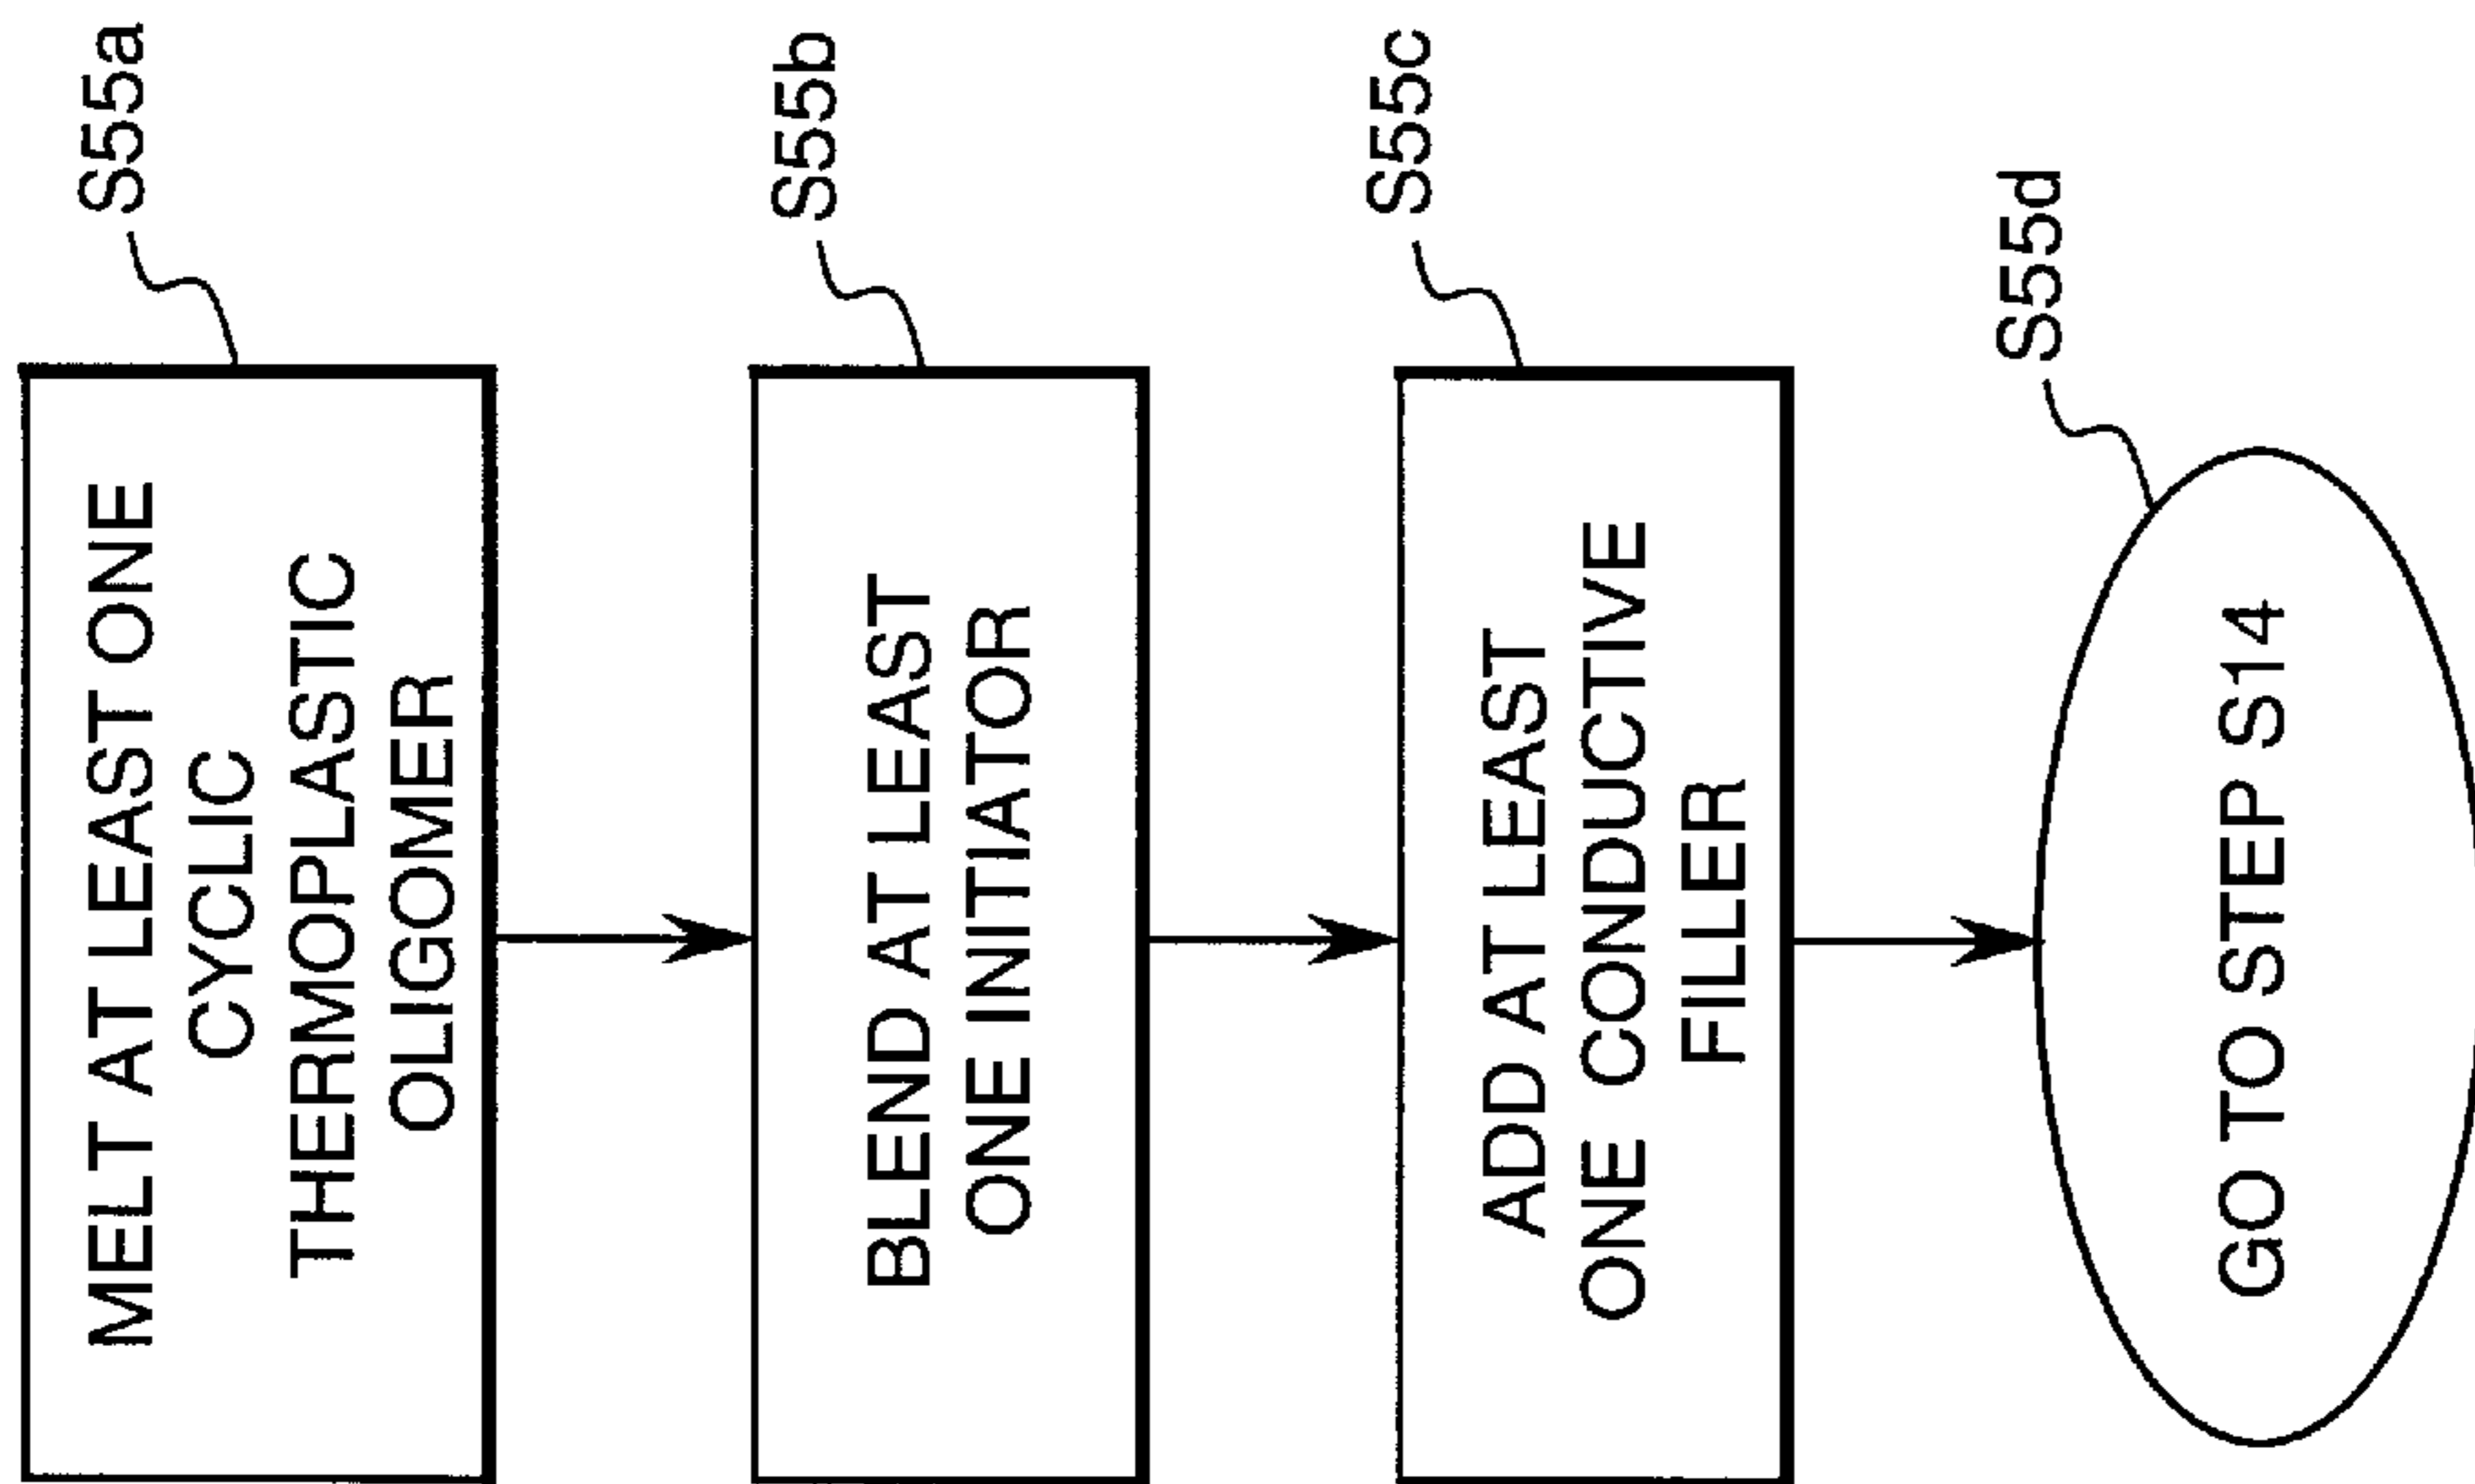 S55a
MELT AT LEAST ONE
CYCLIC
THERMOPLASTIC
OLIGOMER
S55b
BLEND AT LEAST
ONE INITIATOR
S55c
ADD AT LEAST
ONE CONDUCTIVE
FILLER
S55d
GO TO STEP S14